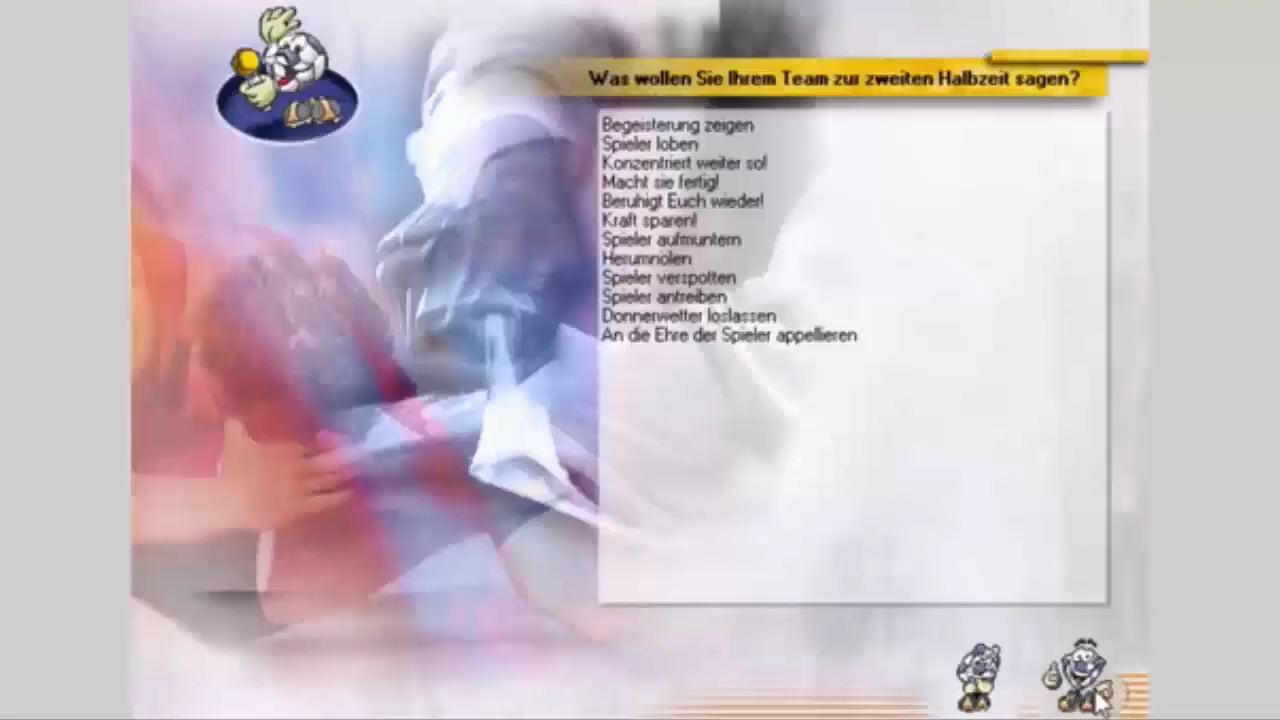 Was wollen Sie Ihrem Team zur zweiten Halbzeit sagen?
Begeisterung zeigen
Spieler loben
Konzentriert weiter so!
Macht sie fertig!
Beruhigt Euch wieder!
Kraft sparen!
Spieler aufmuntern
Herumnölen
Spieler verspotten
Spieler antreiben
Donnerwetter loslassen
An die Ehre der Spieler appellieren